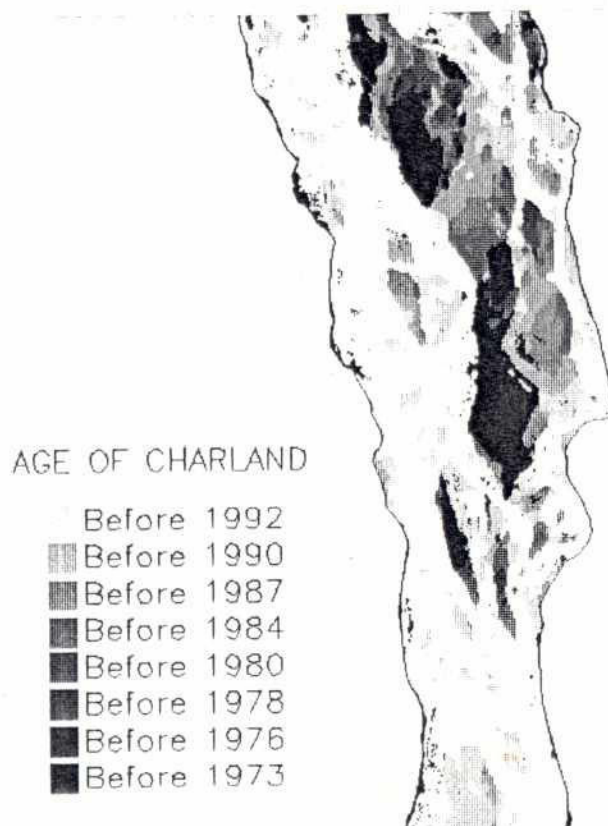 AGE OF CHARLAND
Before 1992
Before 1990
Before 1987
Before 1984
Before 1980
Before 1978
Before 1976
Before 1973